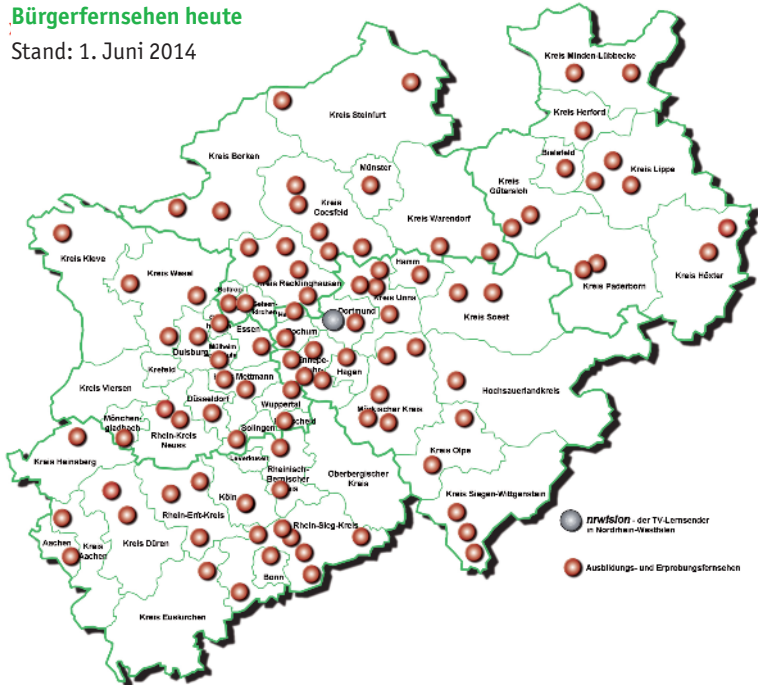 Bürgerfernsehen heute
Stand: 1. Juni 2014
Kreis Minden-Lübbecke
Kreis Steinfurt
Kreis Herford
Kreis Borken
Münster
Bielefeld
Kreis Lippe
Kreis
Gütersloh
Kreis
Coesfeld
Kreis Warendorf
Kreis Kleve
Kreis Wesel
Hamm
Kreis Paderborn
Kreis Höxter
Kreis Recklinghausen
Kreis Unna
Kreis Soest
Dortmund
Essen
Bochum
Duisburg
Mülheim
Hagen
Krefeld
Mettmann
Kreis Viersen
Düsseldorf
Wuppertal
Hochsauerlandkreis
Märkischer Kreis
Mönchen-
gladbach
Rhein-Kreis
Neuss
Solingen
Kreis Olpe
Kreis Heinsberg
Leverkusen
Rheinisch-
Bergischer
Oberbergischer
Kreis
Kreis Siegen-Wittgenstein
Köln
Rhein-Erft-Kreis
Rhein-Sieg-Kreis
nrwision - der TV-Lernsender
in Nordrhein-Westfalen
Aachen
Kreis
Aachen
Kreis Düren
Bonn
Ausbildungs- und Erprobungsfernsehen
Kreis Euskirchen